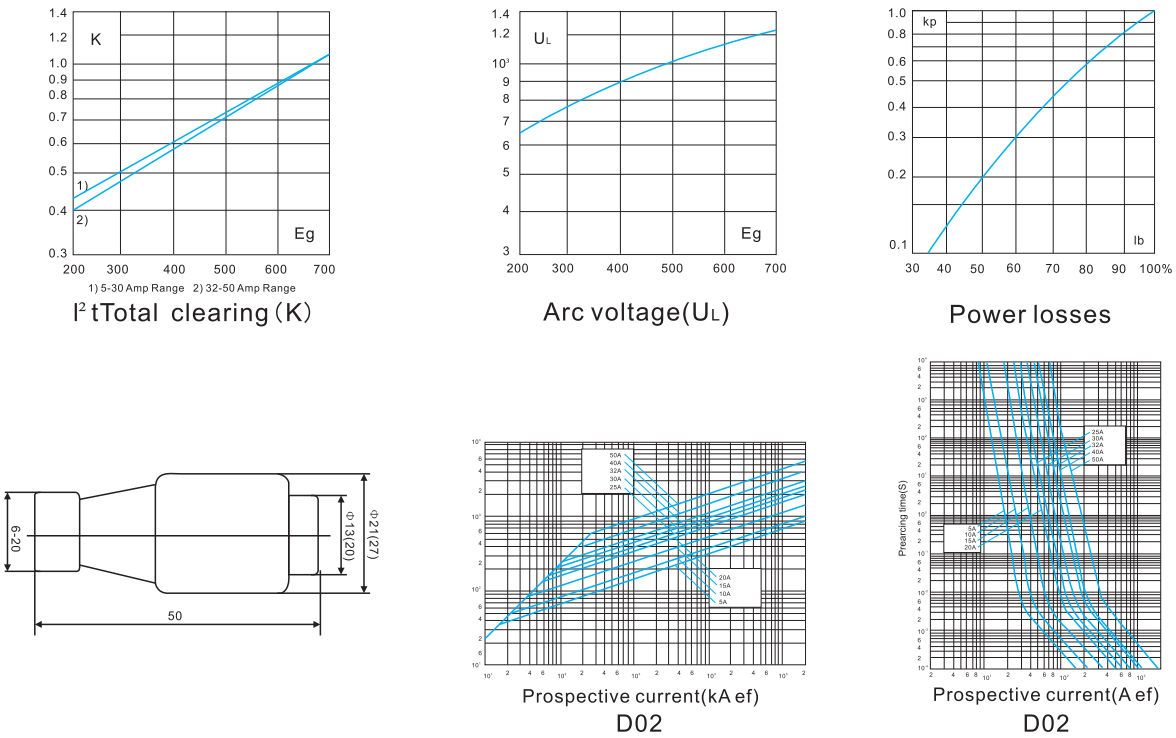 1.4
1.2
1.0
0.9
0.8
0.7
0.6
0.5
0.4
0.3
K
1)
2)
Eg
200 300 400 500 600 700
1) 5-30 Amp Range 2) 32-50 Amp Range
I² tTotal clearing (K)
1.4
1.2
10³
9
8
7
6
5
4
3
UL
Eg
200 300 400 500 600 700
Arc voltage(UL)
1.0
0.8
0.6
0.5
0.4
0.3
0.2
0.1
kp
Ib
30 40 50 60 70 80 90 100%
Power losses
6-20
50
Φ13(20)
Φ21(27)
50A
40A
32A
30A
25A
20A
15A
10A
5A
Prospective current(kA ef)
D02
Prearcing time(S)
25A
30A
32A
40A
50A
5A
10A
15A
20A
Prospective current(A ef)
D02